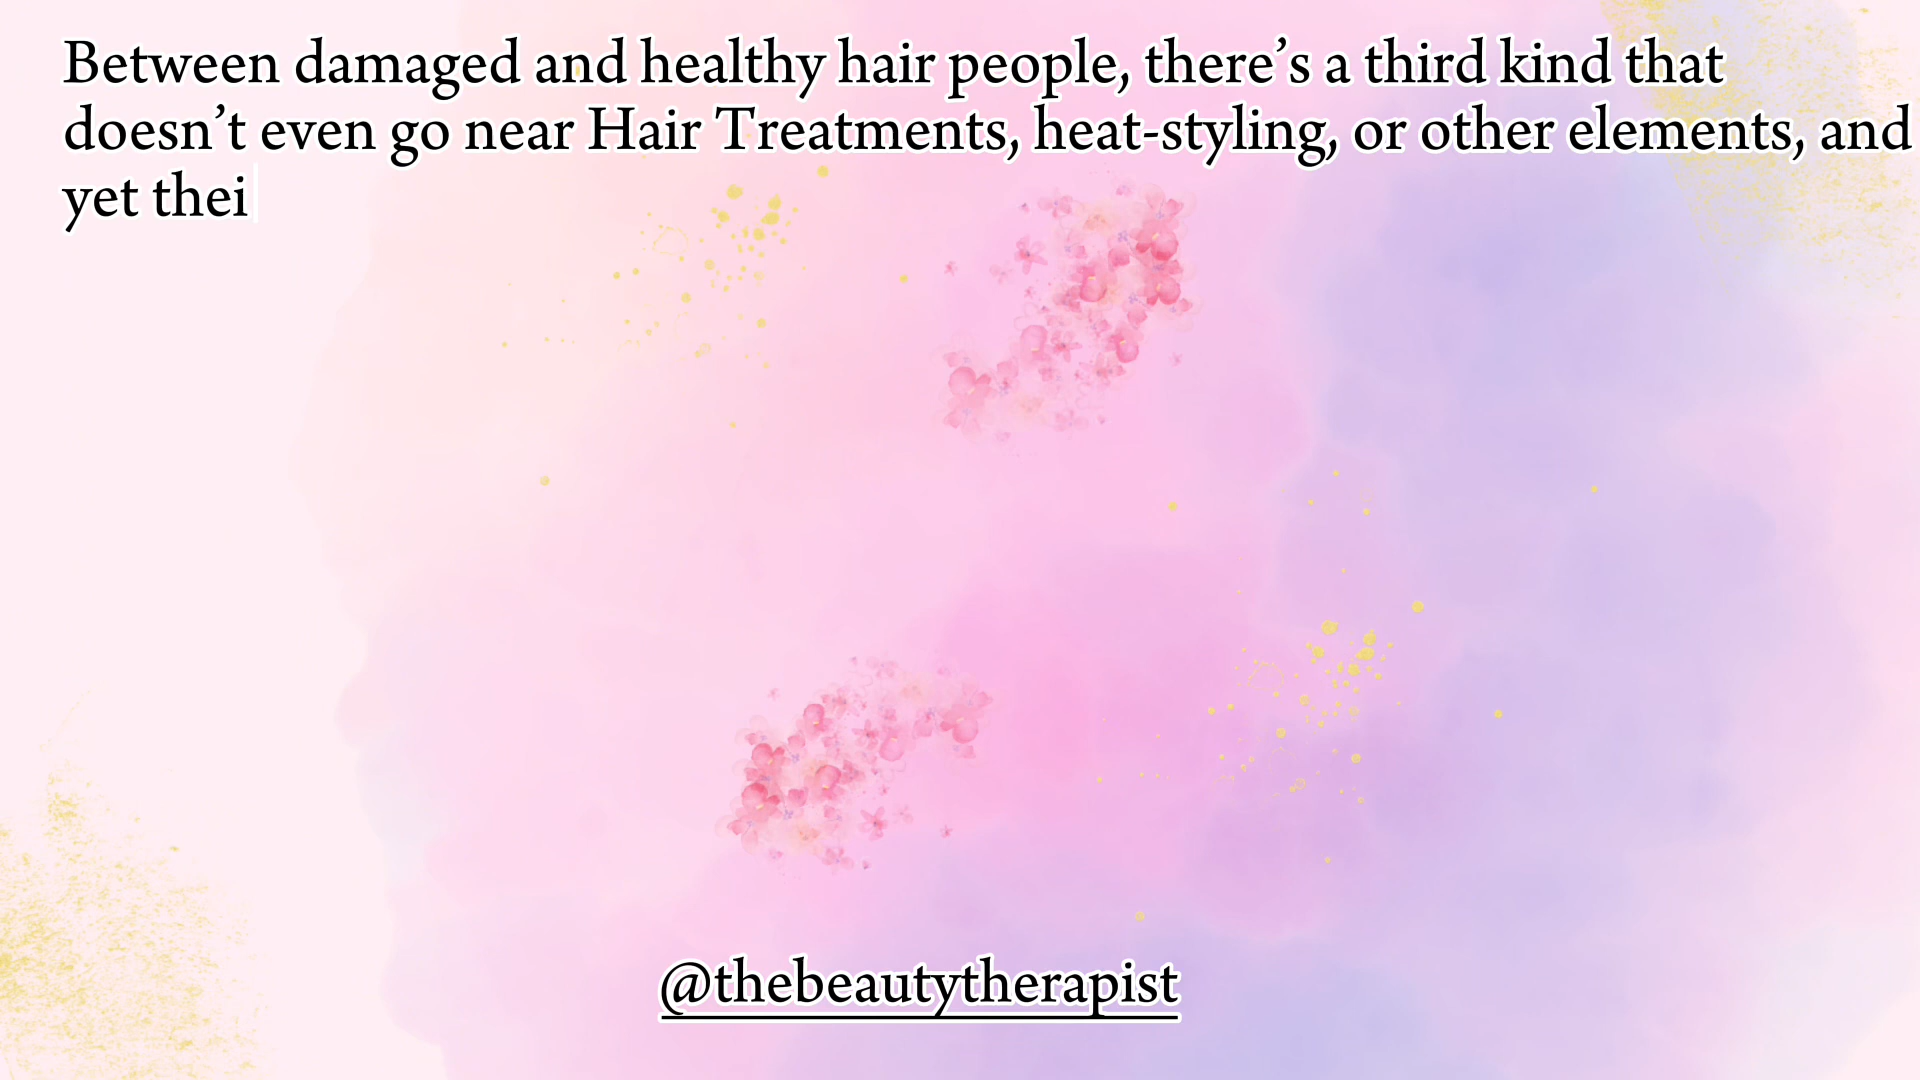 Between damaged and healthy hair people, there’s a third kind that
doesn’t even go near Hair Treatments, heat-styling, or other elements, and
yet thei
@thebeautytherapist